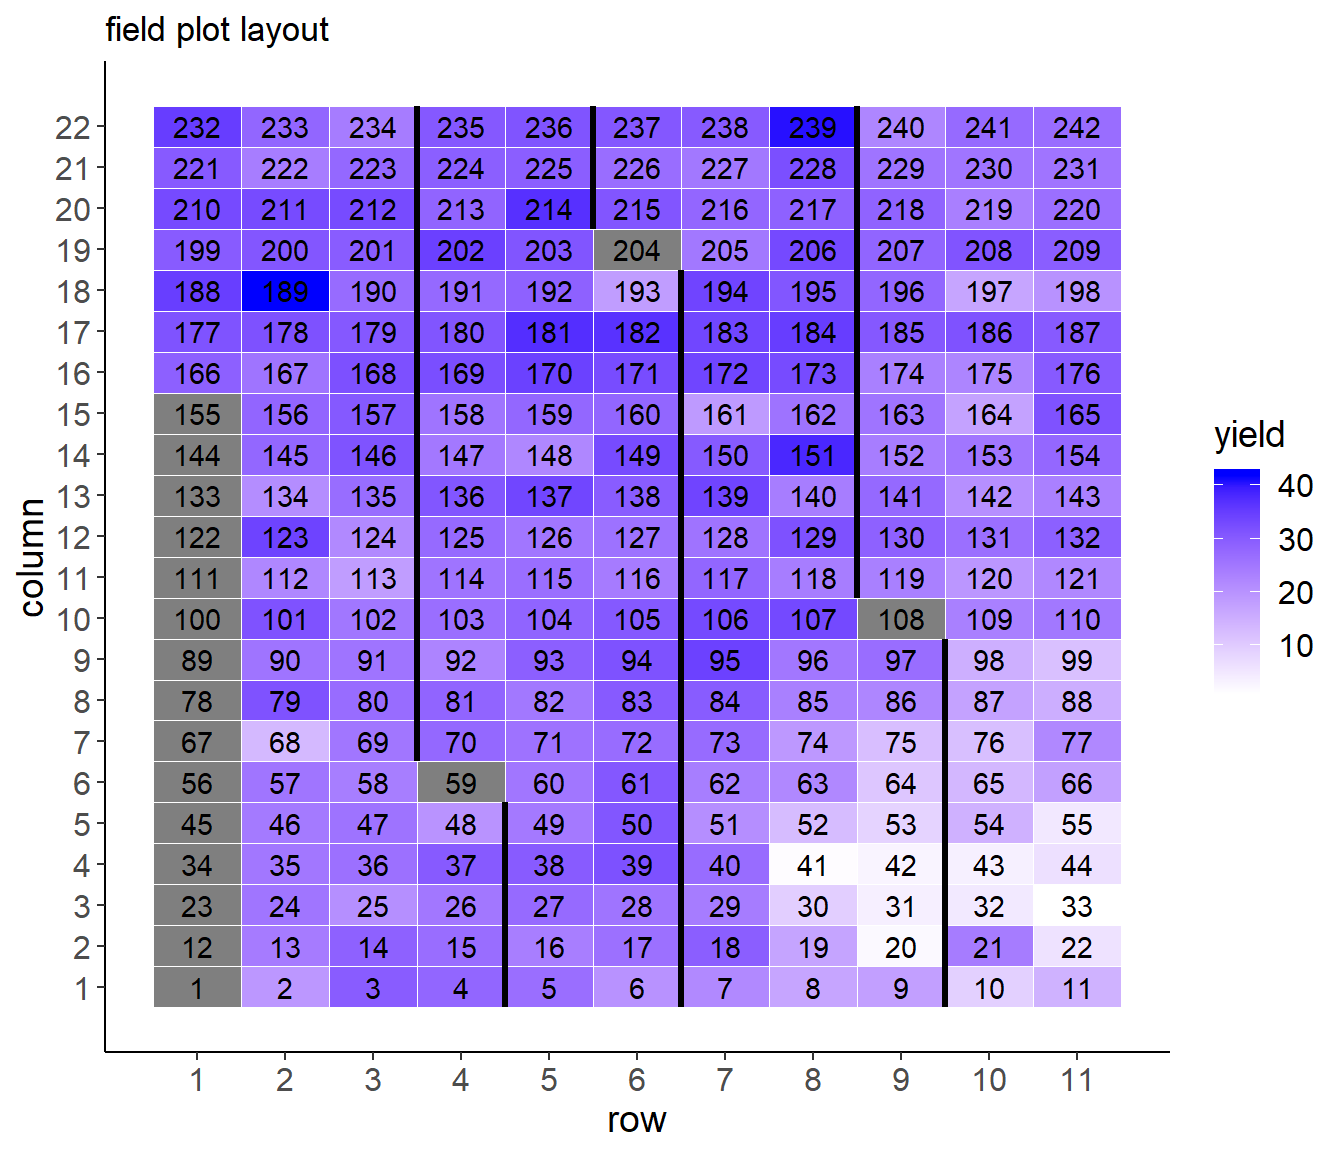 field plot layout
22 232 233 234 235 236 237 238 239 240 241 242
21 221 222 223 224 225 226 227 228 229 230 231
20 210 211 212 213 214 215 216 217 218 219 220
19 199 200 201 202 203 204 205 206 207 208 209
18 188 189 190 191 192 193 194 195 196 197 198
17 177 178 179 180 181 182 183 184 185 186 187
16 166 167 168 169 170 171 172 173 174 175 176
15 155 156 157 158 159 160 161 162 163 164 165
14 144 145 146 147 148 149 150 151 152 153 154
13 133 134 135 136 137 138 139 140 141 142 143
12 122 123 124 125 126 127 128 129 130 131 132
11 111 112 113 114 115 116 117 118 119 120 121
10 100 101 102 103 104 105 106 107 108 109 110
9 89 90 91 92 93 94 95 96 97 98 99
8 78 79 80 81 82 83 84 85 86 87 88
7 67 68 69 70 71 72 73 74 75 76 77
6 56 57 58 59 60 61 62 63 64 65 66
5 45 46 47 48 49 50 51 52 53 54 55
4 34 35 36 37 38 39 40 41 42 43 44
3 23 24 25 26 27 28 29 30 31 32 33
2 12 13 14 15 16 17 18 19 20 21 22
1 1 2 3 4 5 6 7 8 9 10 11
1 2 3 4 5 6 7 8 9 10 11
row
column
yield
40
30
20
10